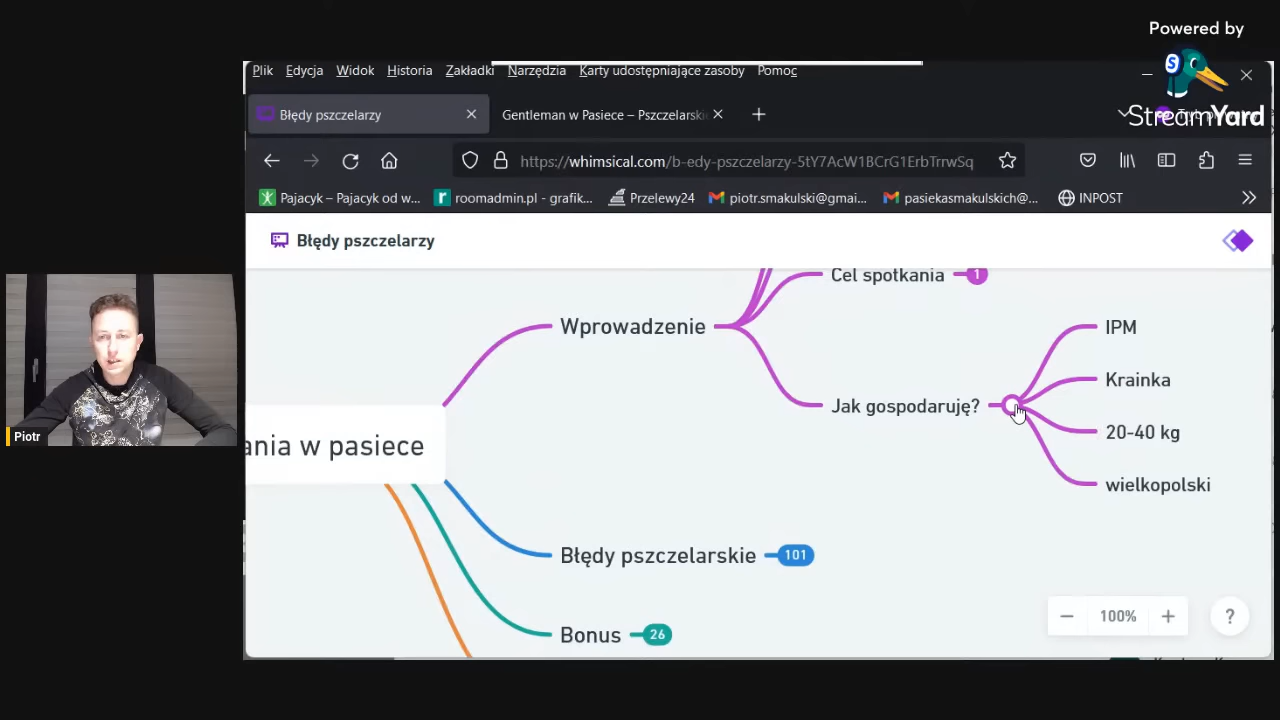 Powered by
StreamYard
Plik Edycja Widok Historia Zakładki Narzędzia Karty udostępniające zasoby Pomoc
Błędy pszczelarzy
Gentleman w Pasiece – Pszczelarski
https://whimsical.com/b-edy-pszczelarzy-5tY7AcW1BCrG1ErbTrrwSq
Pajacyk – Pajacyk od w... roomadmin.pl - grafik... Przelewy24 piotr.smakulski@gmai... pasiekasmakulskich@... INPOST
Błędy pszczelarzy
Cel spotkania 1
Wprowadzenie
IPM
Krainka
Jak gospodaruję?
20-40 kg
Piotr
ania w pasiece
wielkopolski
Błędy pszczelarskie 101
Bonus 26
100%
?